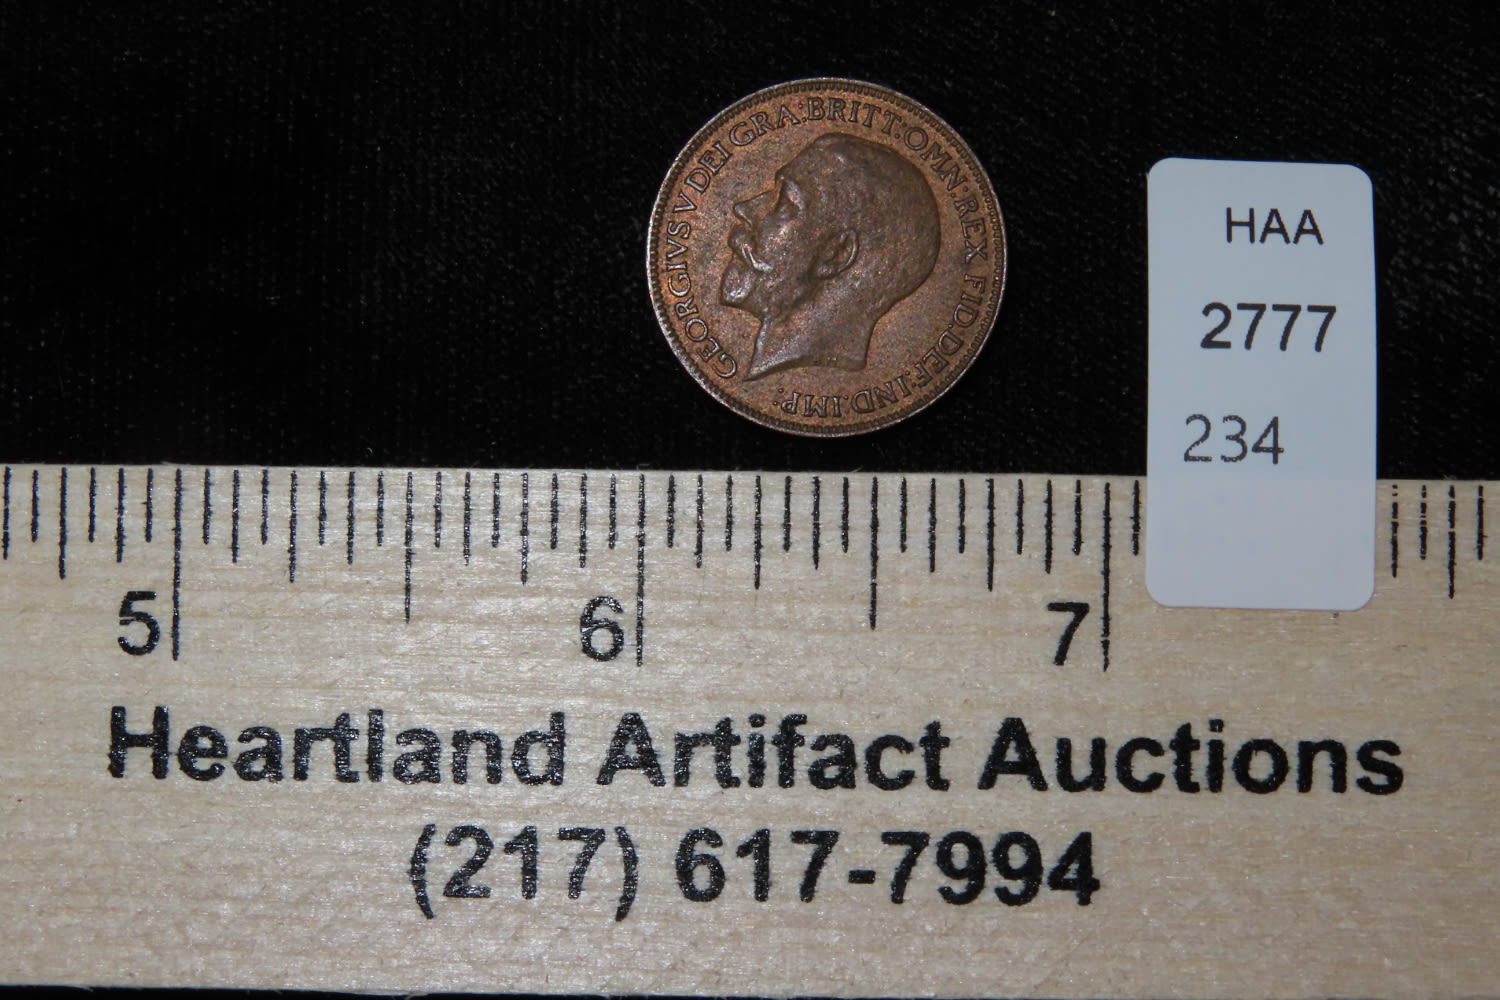 GEORGIVS V DEI GRA:BRITT:OMN:REX FID.DEF.IND.IMP:
HAA
2777
234
5 6 7
Heartland Artifact Auctions
(217) 617-7994